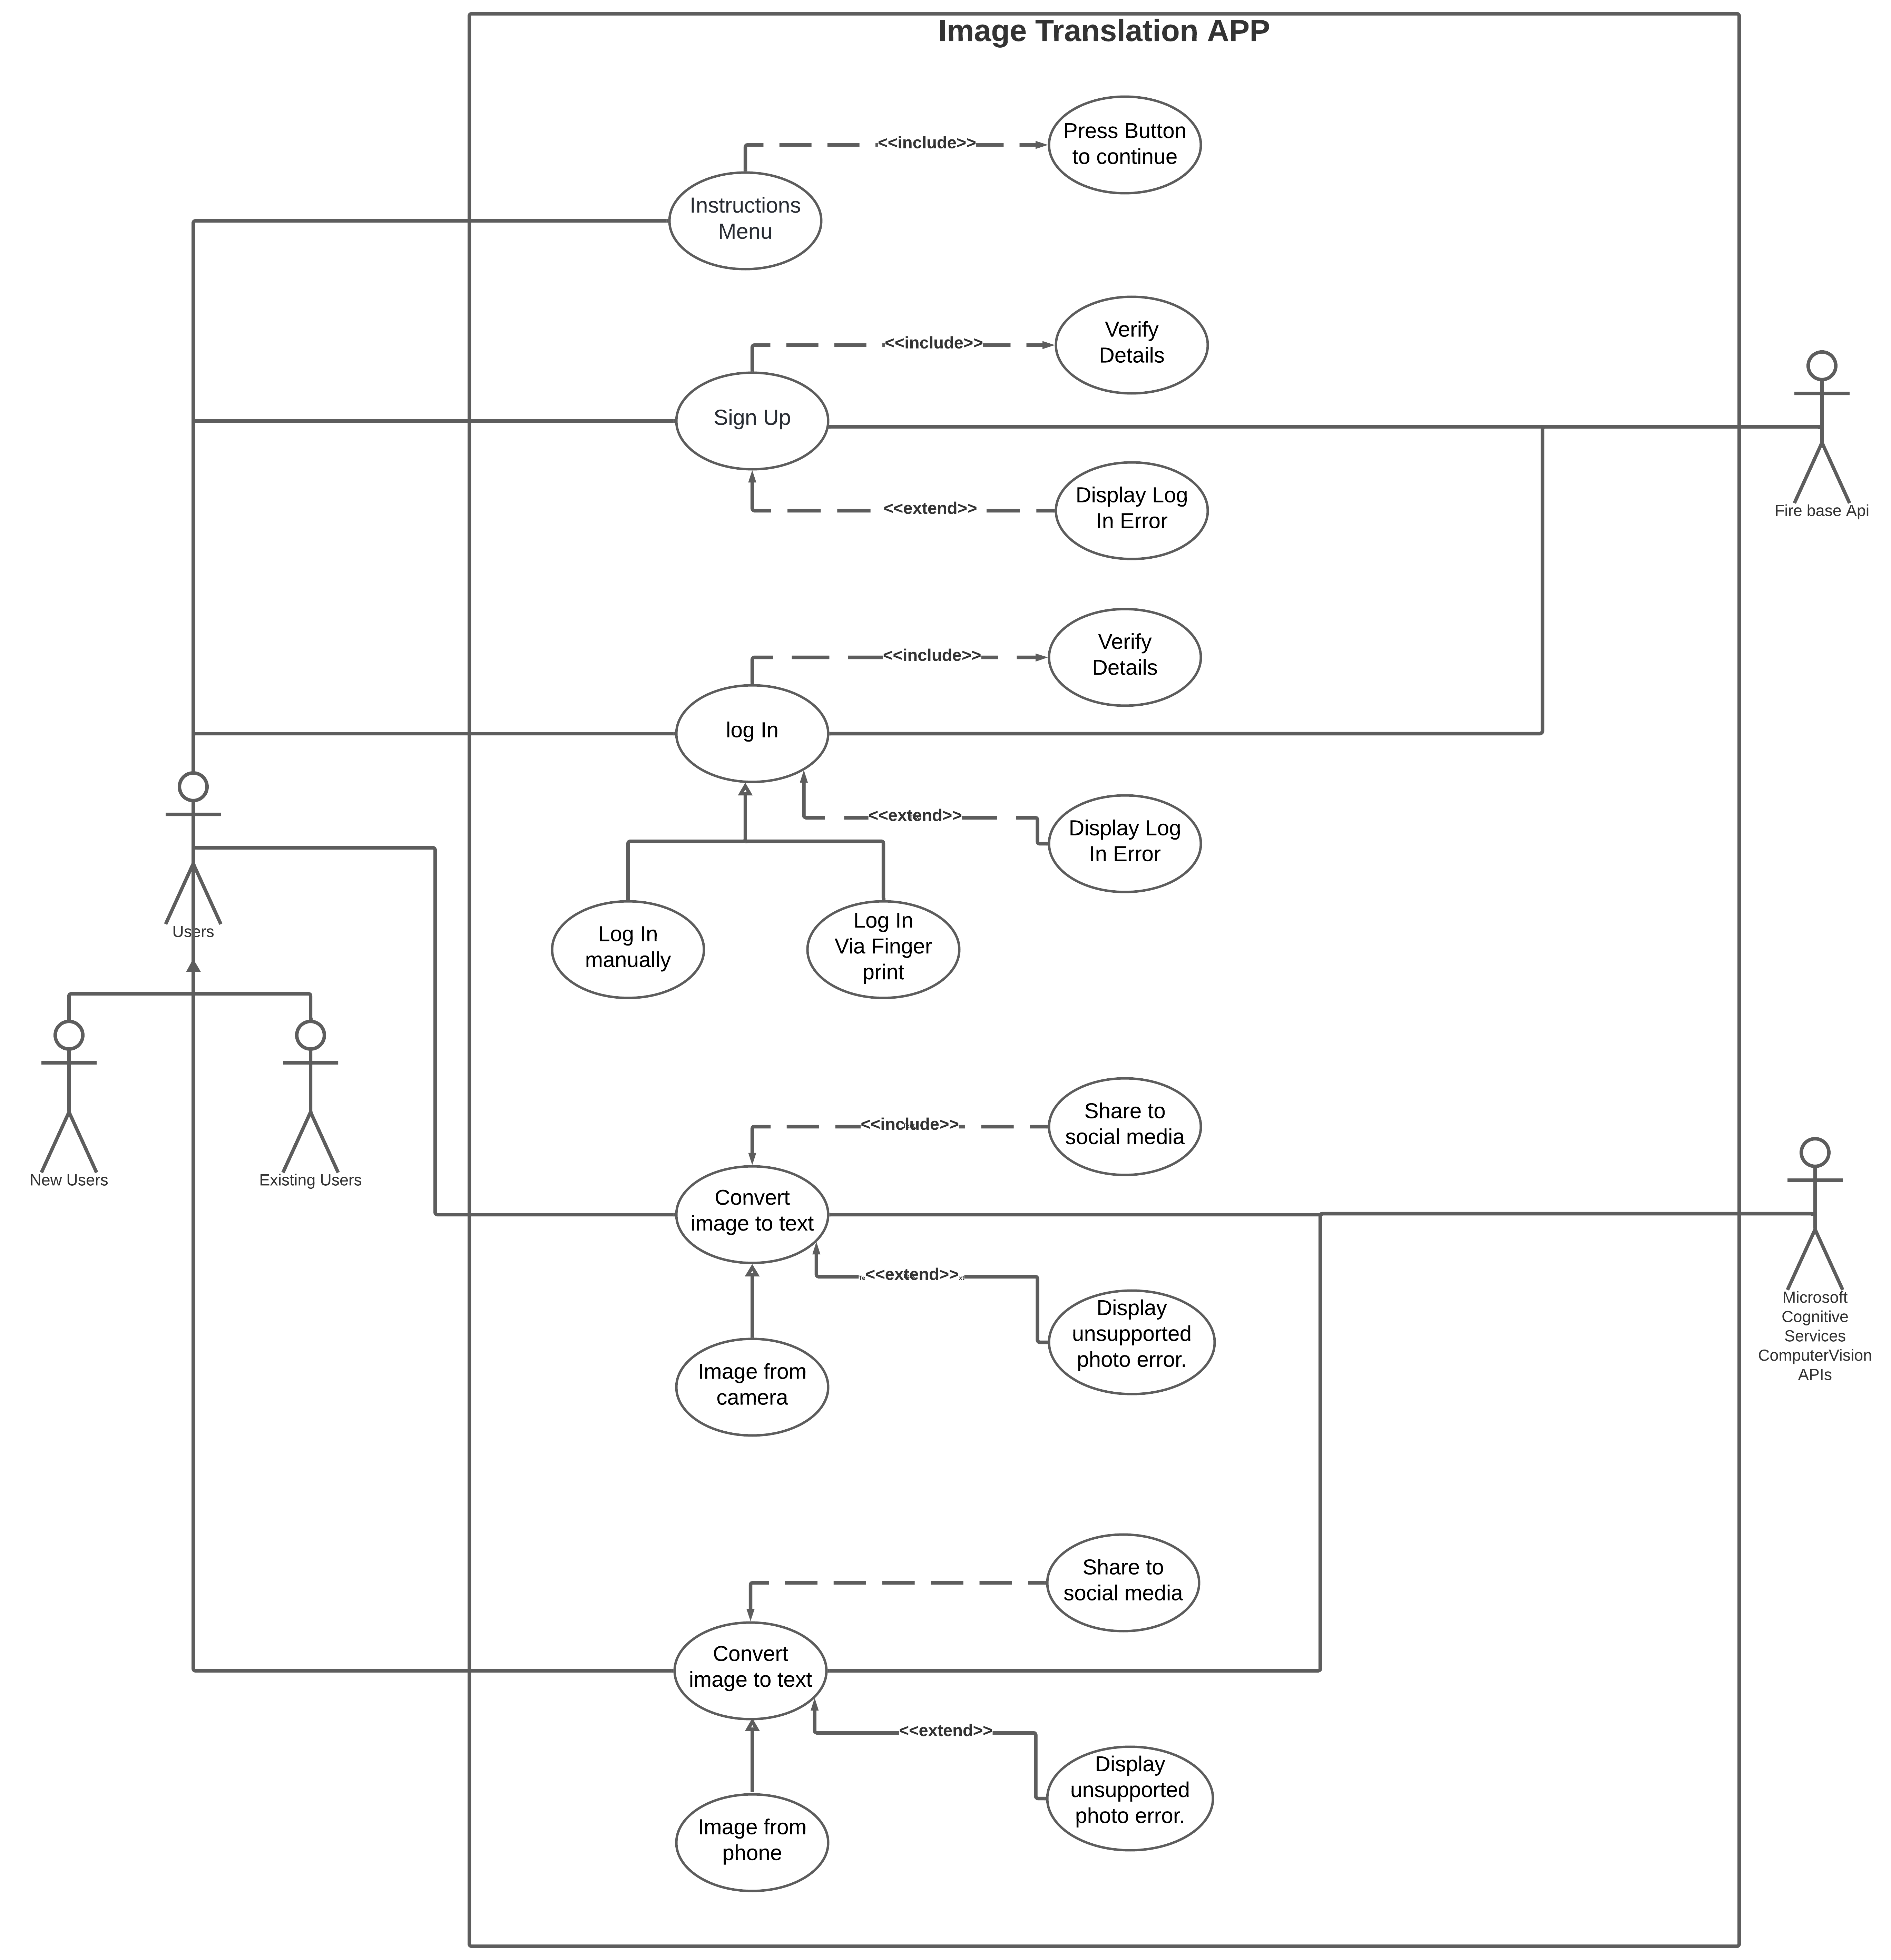 Image Translation APP
<<include>>
Press Button
to continue
Instructions
Menu
<<include>>
Verify
Details
Sign Up
<<extend>>
Display Log
In Error
Fire base Api
<<include>>
Verify
Details
log In
<<extend>>
Display Log
In Error
Log In
manually
Log In
Via Finger
print
Users
New Users
Existing Users
<<include>>
Share to
social media
Convert
image to text
<<extend>>
Display
unsupported
photo error.
Image from
camera
Microsoft
Cognitive
Services
ComputerVision
APIs
Share to
social media
Convert
image to text
<<extend>>
Display
unsupported
photo error.
Image from
phone